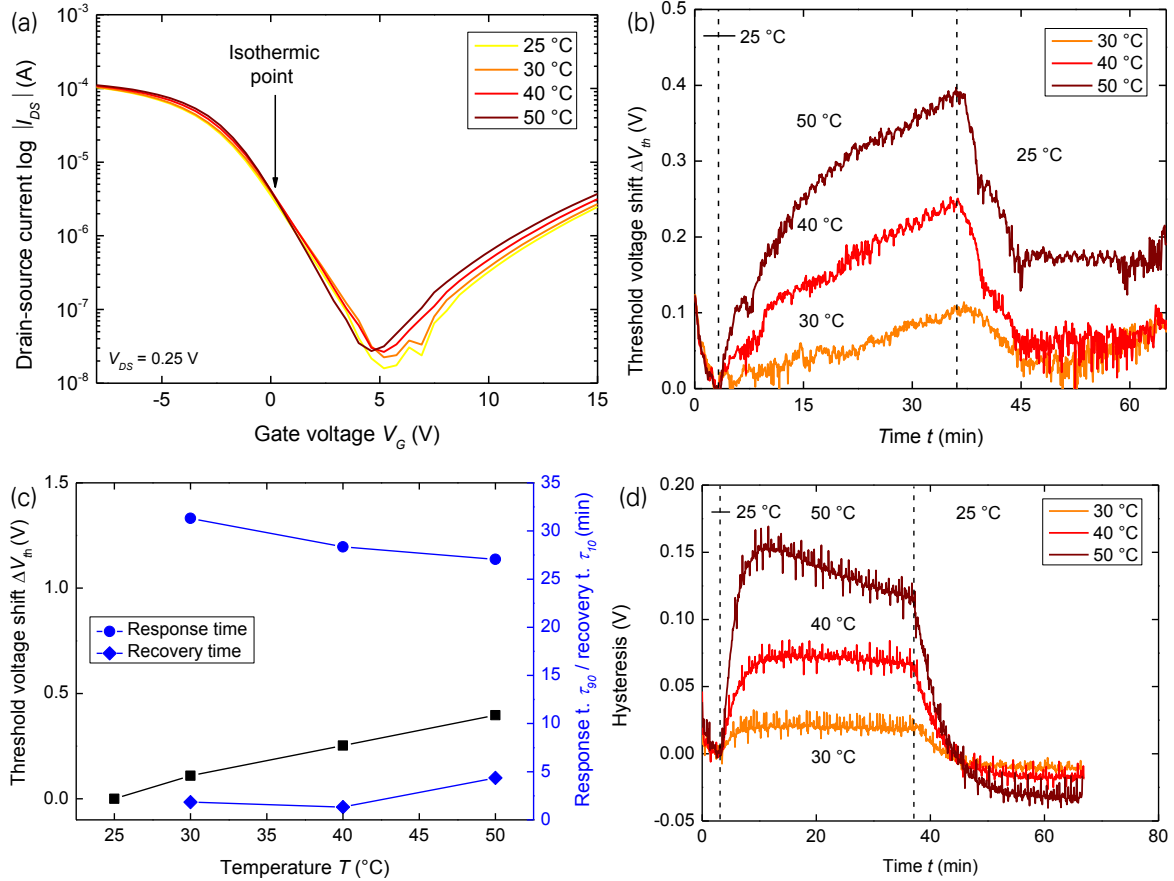 (a)
Drain-source current log |I_DS| (A)
10^-3
10^-4
10^-5
10^-6
10^-7
10^-8
Isothermic
point
25 °C
30 °C
40 °C
50 °C
V_DS = 0.25 V
-5
0
5
10
15
Gate voltage V_G (V)
(b)
Threshold voltage shift ΔV_th (V)
0.5
0.4
0.3
0.2
0.1
0.0
25 °C
30 °C
40 °C
50 °C
50 °C
25 °C
40 °C
30 °C
0
15
30
45
60
Time t (min)
(c)
Threshold voltage shift ΔV_th (V)
1.5
1.0
0.5
0.0
Response time
Recovery time
35
30
25
20
15
10
5
0
Response t. τ_90 / recovery t. τ_10 (min)
25
30
40
50
Temperature T (°C)
(d)
Hysteresis (V)
0.20
0.15
0.10
0.05
0.00
-0.05
25 °C
50 °C
25 °C
30 °C
40 °C
50 °C
40 °C
30 °C
0
20
40
60
80
Time t (min)